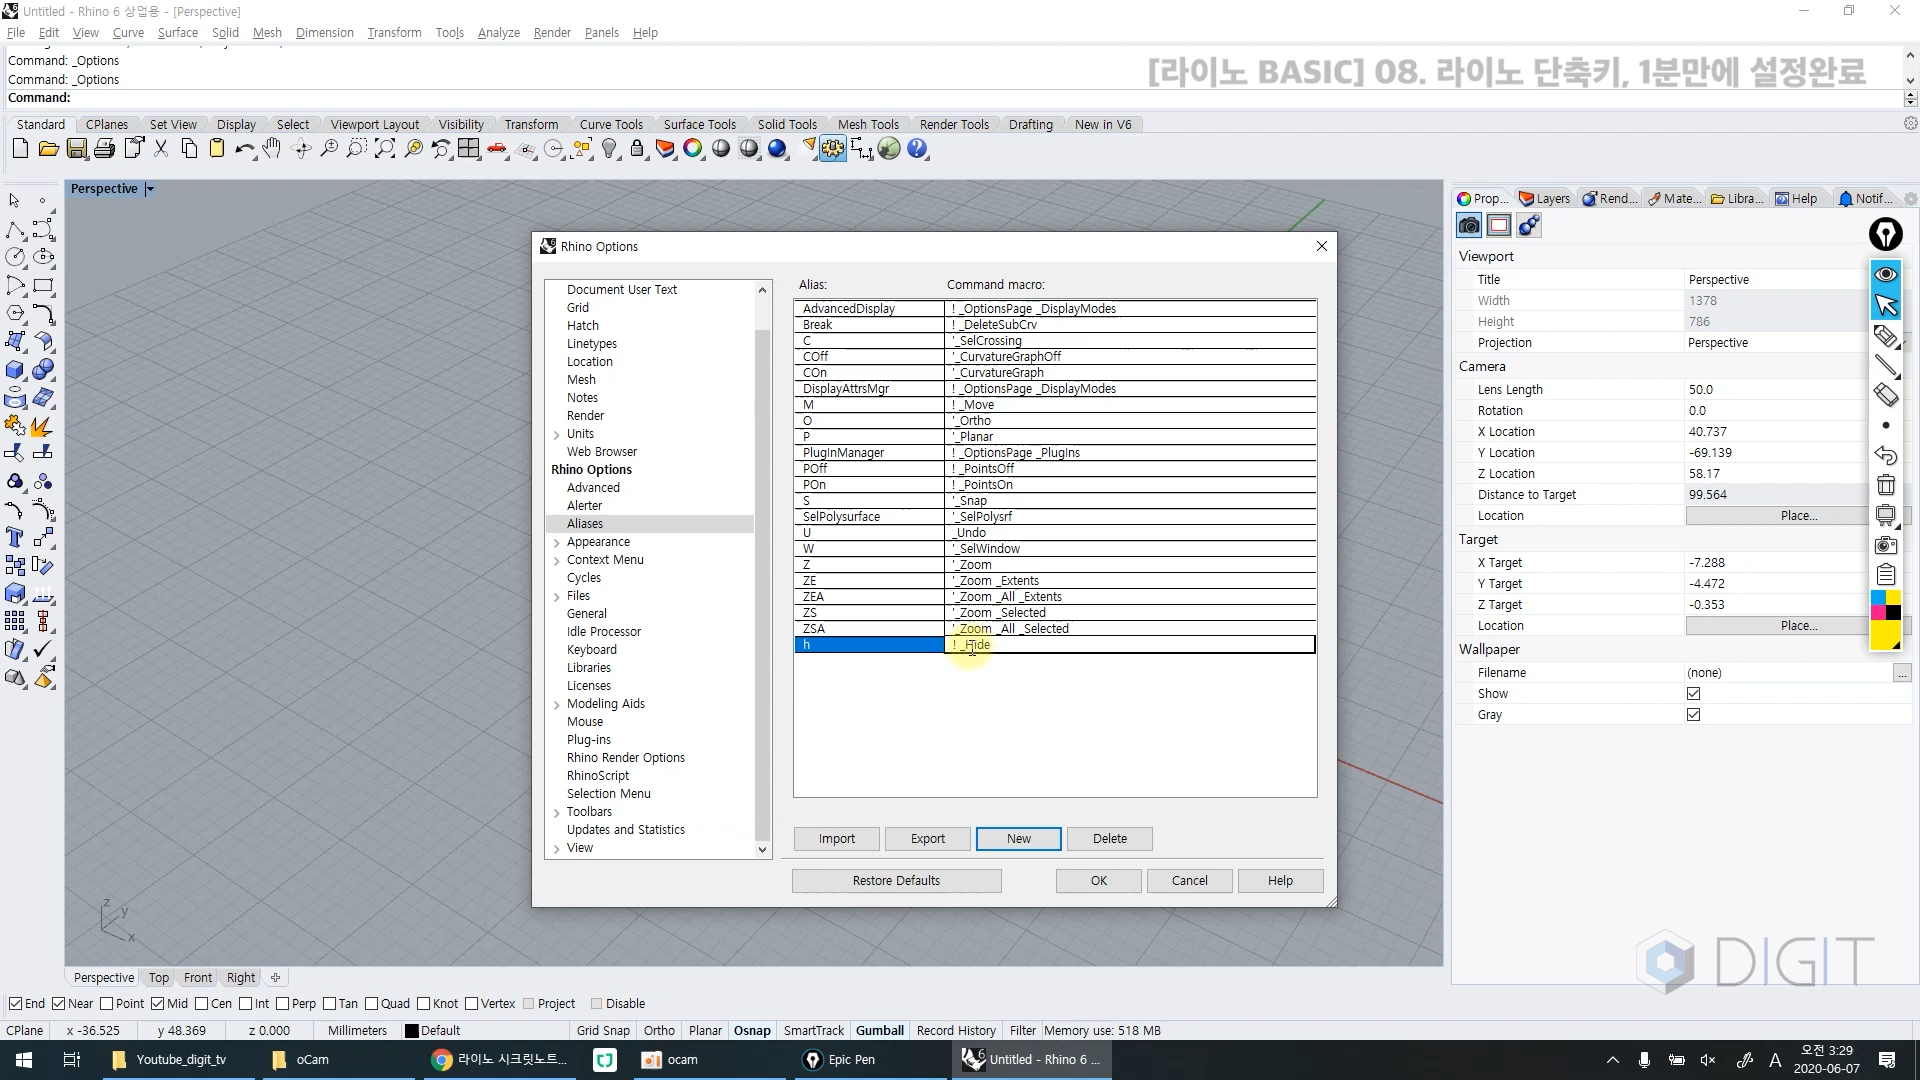 Untitled - Rhino 6 상업용 - [Perspective]
File Edit View Curve Surface Solid Mesh Dimension Transform Tools Analyze Render Panels Help
Command: _Options
Command: _Options
Command:
[라이노 BASIC] 08. 라이노 단축키, 1분만에 설정완료
Standard CPlanes Set View Display Select Viewport Layout Visibility Transform Curve Tools Surface Tools Solid Tools Mesh Tools Render Tools Drafting New in V6
Perspective
Prop... Layers Rend... Mate... Libra... Help Notif...
Rhino Options
Document User Text
Grid
Hatch
Linetypes
Location
Mesh
Notes
Render
Units
Web Browser
Rhino Options
Advanced
Alerter
Aliases
Appearance
Context Menu
Cycles
Files
General
Idle Processor
Keyboard
Libraries
Licenses
Modeling Aids
Mouse
Plug-ins
Rhino Render Options
RhinoScript
Selection Menu
Toolbars
Updates and Statistics
View
Alias: Command macro:
AdvancedDisplay ! _OptionsPage _DisplayModes
Break ! _DeleteSubCrv
C '_SelCrossing
COff '_CurvatureGraphOff
COn '_CurvatureGraph
DisplayAttrsMgr ! _OptionsPage _DisplayModes
M ! _Move
O '_Ortho
P '_Planar
PlugInManager ! _OptionsPage _PlugIns
POff ! _PointsOff
POn ! _PointsOn
S '_Snap
SelPolysurface '_SelPolysrf
U _Undo
W '_SelWindow
Z '_Zoom
ZE '_Zoom _Extents
ZEA '_Zoom _All _Extents
ZS '_Zoom _Selected
ZSA '_Zoom _All _Selected
h ! _Hide
Import Export New Delete
Restore Defaults OK Cancel Help
Viewport
Title Perspective
Width 1378
Height 786
Projection Perspective
Camera
Lens Length 50.0
Rotation 0.0
X Location 40.737
Y Location -69.139
Z Location 58.17
Distance to Target 99.564
Location Place...
Target
X Target -7.288
Y Target -4.472
Z Target -0.353
Location Place...
Wallpaper
Filename (none) ...
Show
Gray
z
y
x
DIGIT
Perspective Top Front Right
End Near Point Mid Cen Int Perp Tan Quad Knot Vertex Project Disable
CPlane x -36.525 y 48.369 z 0.000 Millimeters Default Grid Snap Ortho Planar Osnap SmartTrack Gumball Record History Filter Memory use: 518 MB
Youtube_digit_tv oCam 라이노 시크릿노트... ocam Epic Pen Untitled - Rhino 6 ... A 오전 3:29
2020-06-07